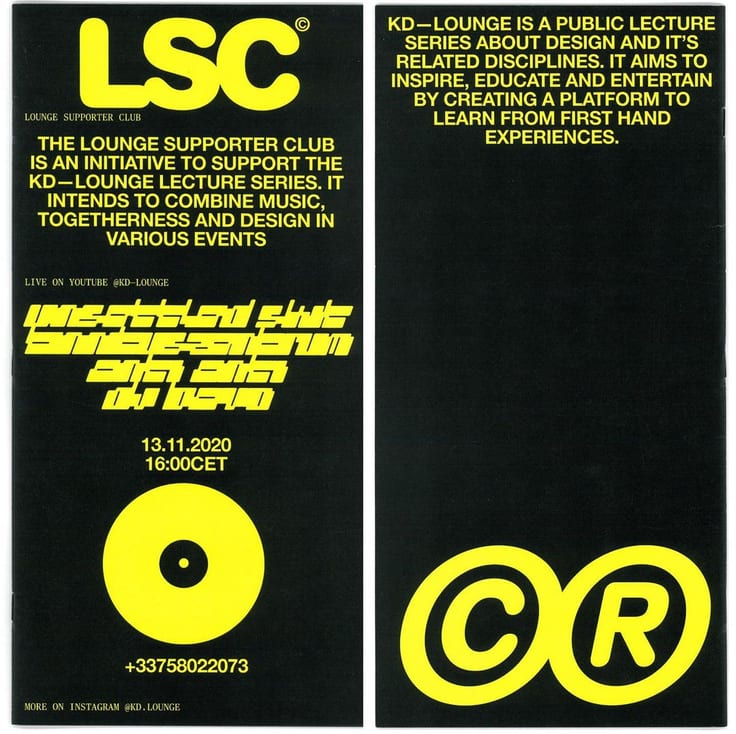 LSC©
LOUNGE SUPPORTER CLUB
THE LOUNGE SUPPORTER CLUB
IS AN INITIATIVE TO SUPPORT THE
KD—LOUNGE LECTURE SERIES. IT
INTENDS TO COMBINE MUSIC,
TOGETHERNESS AND DESIGN IN
VARIOUS EVENTS
LIVE ON YOUTUBE @KD-LOUNGE
13.11.2020
16:00CET
+33758022073
MORE ON INSTAGRAM @KD.LOUNGE
KD—LOUNGE IS A PUBLIC LECTURE
SERIES ABOUT DESIGN AND IT'S
RELATED DISCIPLINES. IT AIMS TO
INSPIRE, EDUCATE AND ENTERTAIN
BY CREATING A PLATFORM TO
LEARN FROM FIRST HAND
EXPERIENCES.
© ®